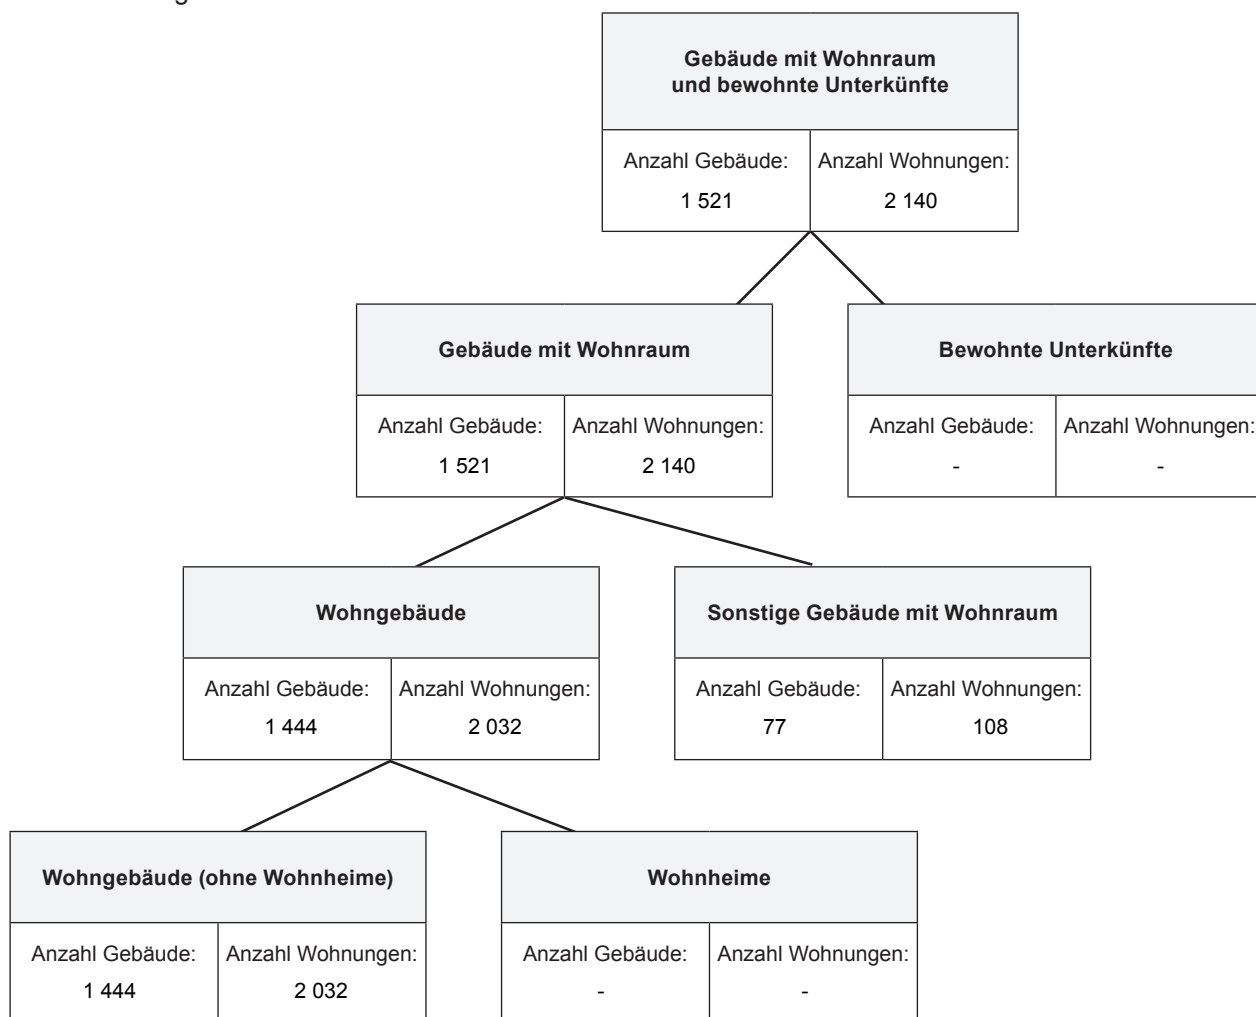 Gebäude mit Wohnraum
und bewohnte Unterkünfte
Anzahl Gebäude: Anzahl Wohnungen:
1 521 2 140
Gebäude mit Wohnraum
Anzahl Gebäude: Anzahl Wohnungen:
1 521 2 140
Bewohnte Unterkünfte
Anzahl Gebäude: Anzahl Wohnungen:
- -
Wohngebäude
Anzahl Gebäude: Anzahl Wohnungen:
1 444 2 032
Sonstige Gebäude mit Wohnraum
Anzahl Gebäude: Anzahl Wohnungen:
77 108
Wohngebäude (ohne Wohnheime)
Anzahl Gebäude: Anzahl Wohnungen:
1 444 2 032
Wohnheime
Anzahl Gebäude: Anzahl Wohnungen:
- -